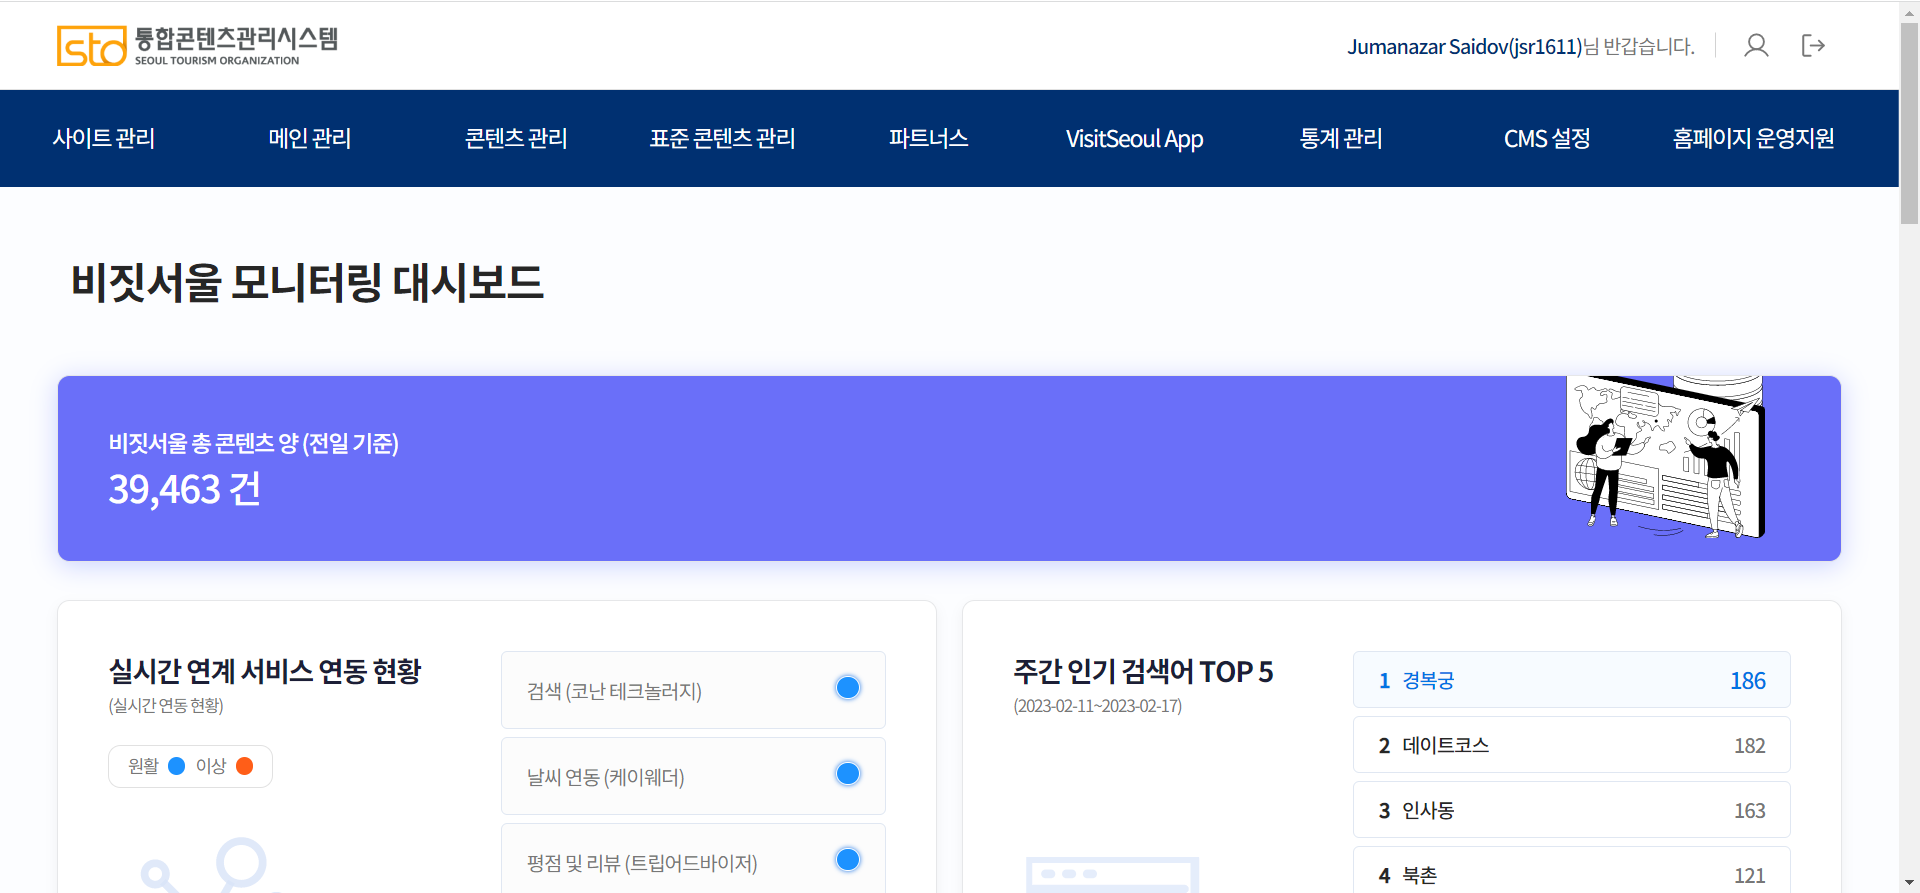 sto 통합콘텐츠관리시스템
SEOUL TOURISM ORGANIZATION
Jumanazar Saidov(jsr1611)님 반갑습니다.
사이트 관리 메인 관리 콘텐츠 관리 표준 콘텐츠 관리 파트너스 VisitSeoul App 통계 관리 CMS 설정 홈페이지 운영지원
비짓서울 모니터링 대시보드
비짓서울 총 콘텐츠 양 (전일 기준)
39,463 건
실시간 연계 서비스 연동 현황
(실시간 연동 현황)
원활 이상
검색 (코난 테크놀러지)
날씨 연동 (케이웨더)
평점 및 리뷰 (트립어드바이저)
주간 인기 검색어 TOP 5
(2023-02-11~2023-02-17)
1 경복궁 186
2 데이트코스 182
3 인사동 163
4 북촌 121